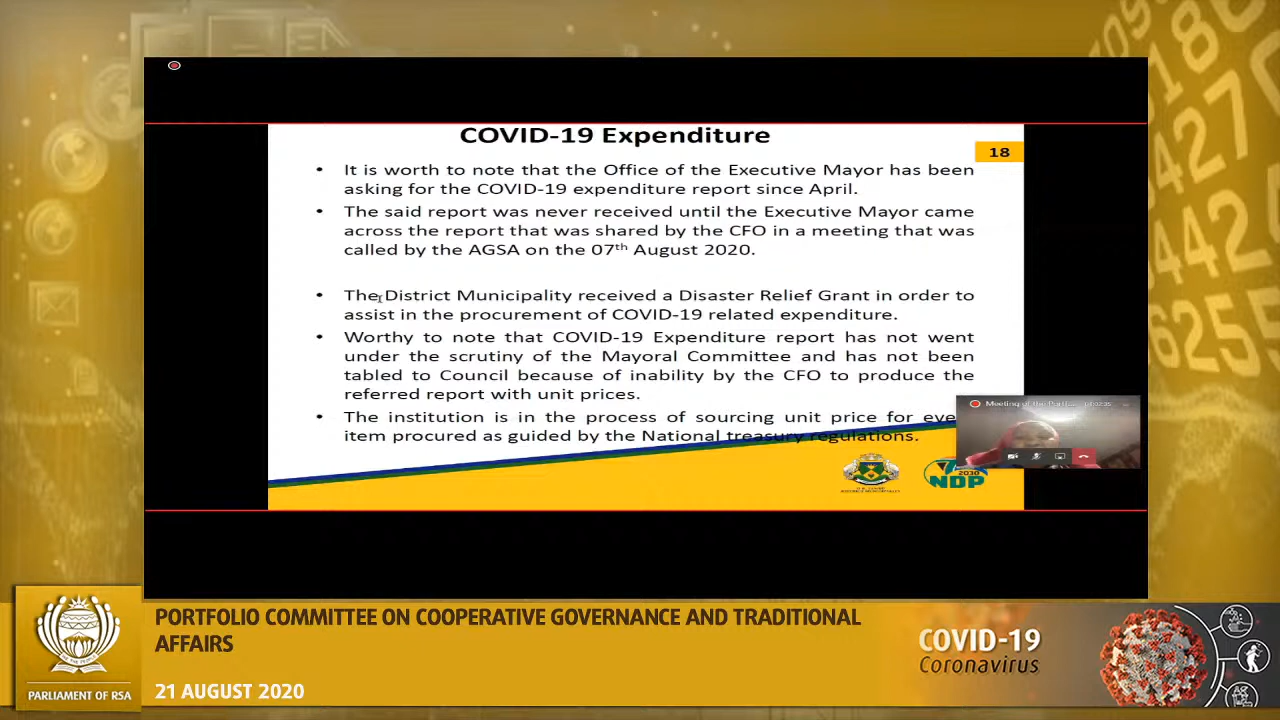 COVID-19 Expenditure
18
• It is worth to note that the Office of the Executive Mayor has been
asking for the COVID-19 expenditure report since April.
• The said report was never received until the Executive Mayor came
across the report that was shared by the CFO in a meeting that was
called by the AGSA on the 07th August 2020.
• The District Municipality received a Disaster Relief Grant in order to
assist in the procurement of COVID-19 related expenditure.
• Worthy to note that COVID-19 Expenditure report has not went
under the scrutiny of the Mayoral Committee and has not been
tabled to Council because of inability by the CFO to produce the
referred report with unit prices.
• The institution is in the process of sourcing unit price for
item procured as guided by the National treasury regulations.
Meeting of the
2030
NDP
PARLIAMENT OF RSA
PORTFOLIO COMMITTEE ON COOPERATIVE GOVERNANCE AND TRADITIONAL
AFFAIRS
21 AUGUST 2020
COVID-19
Coronavirus